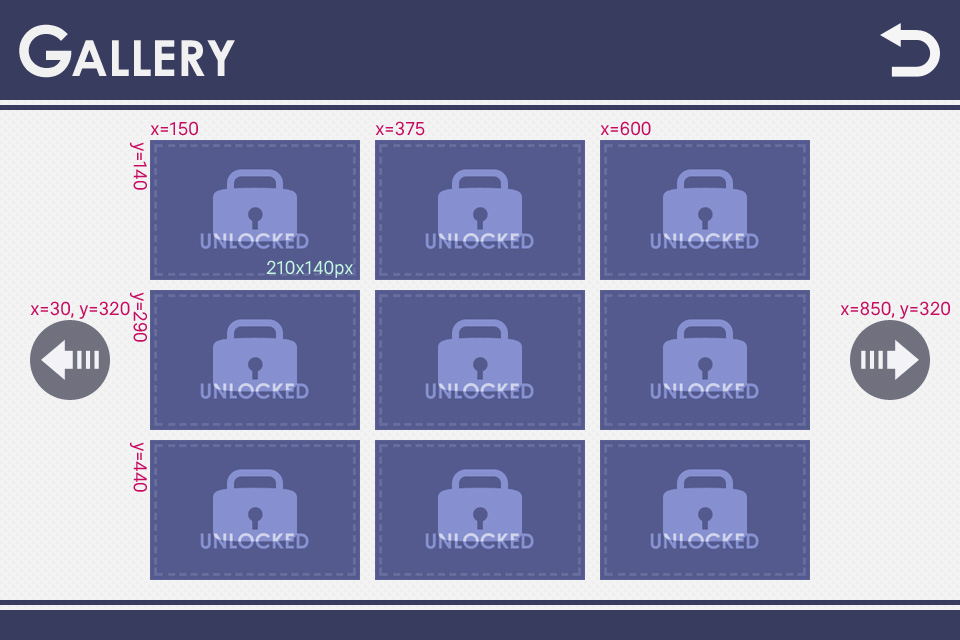 GALLERY
x=150
x=375
x=600
y=140
UNLOCKED
UNLOCKED
UNLOCKED
210x140px
x=30, y=320
y=290
x=850, y=320
UNLOCKED
UNLOCKED
UNLOCKED
y=440
UNLOCKED
UNLOCKED
UNLOCKED